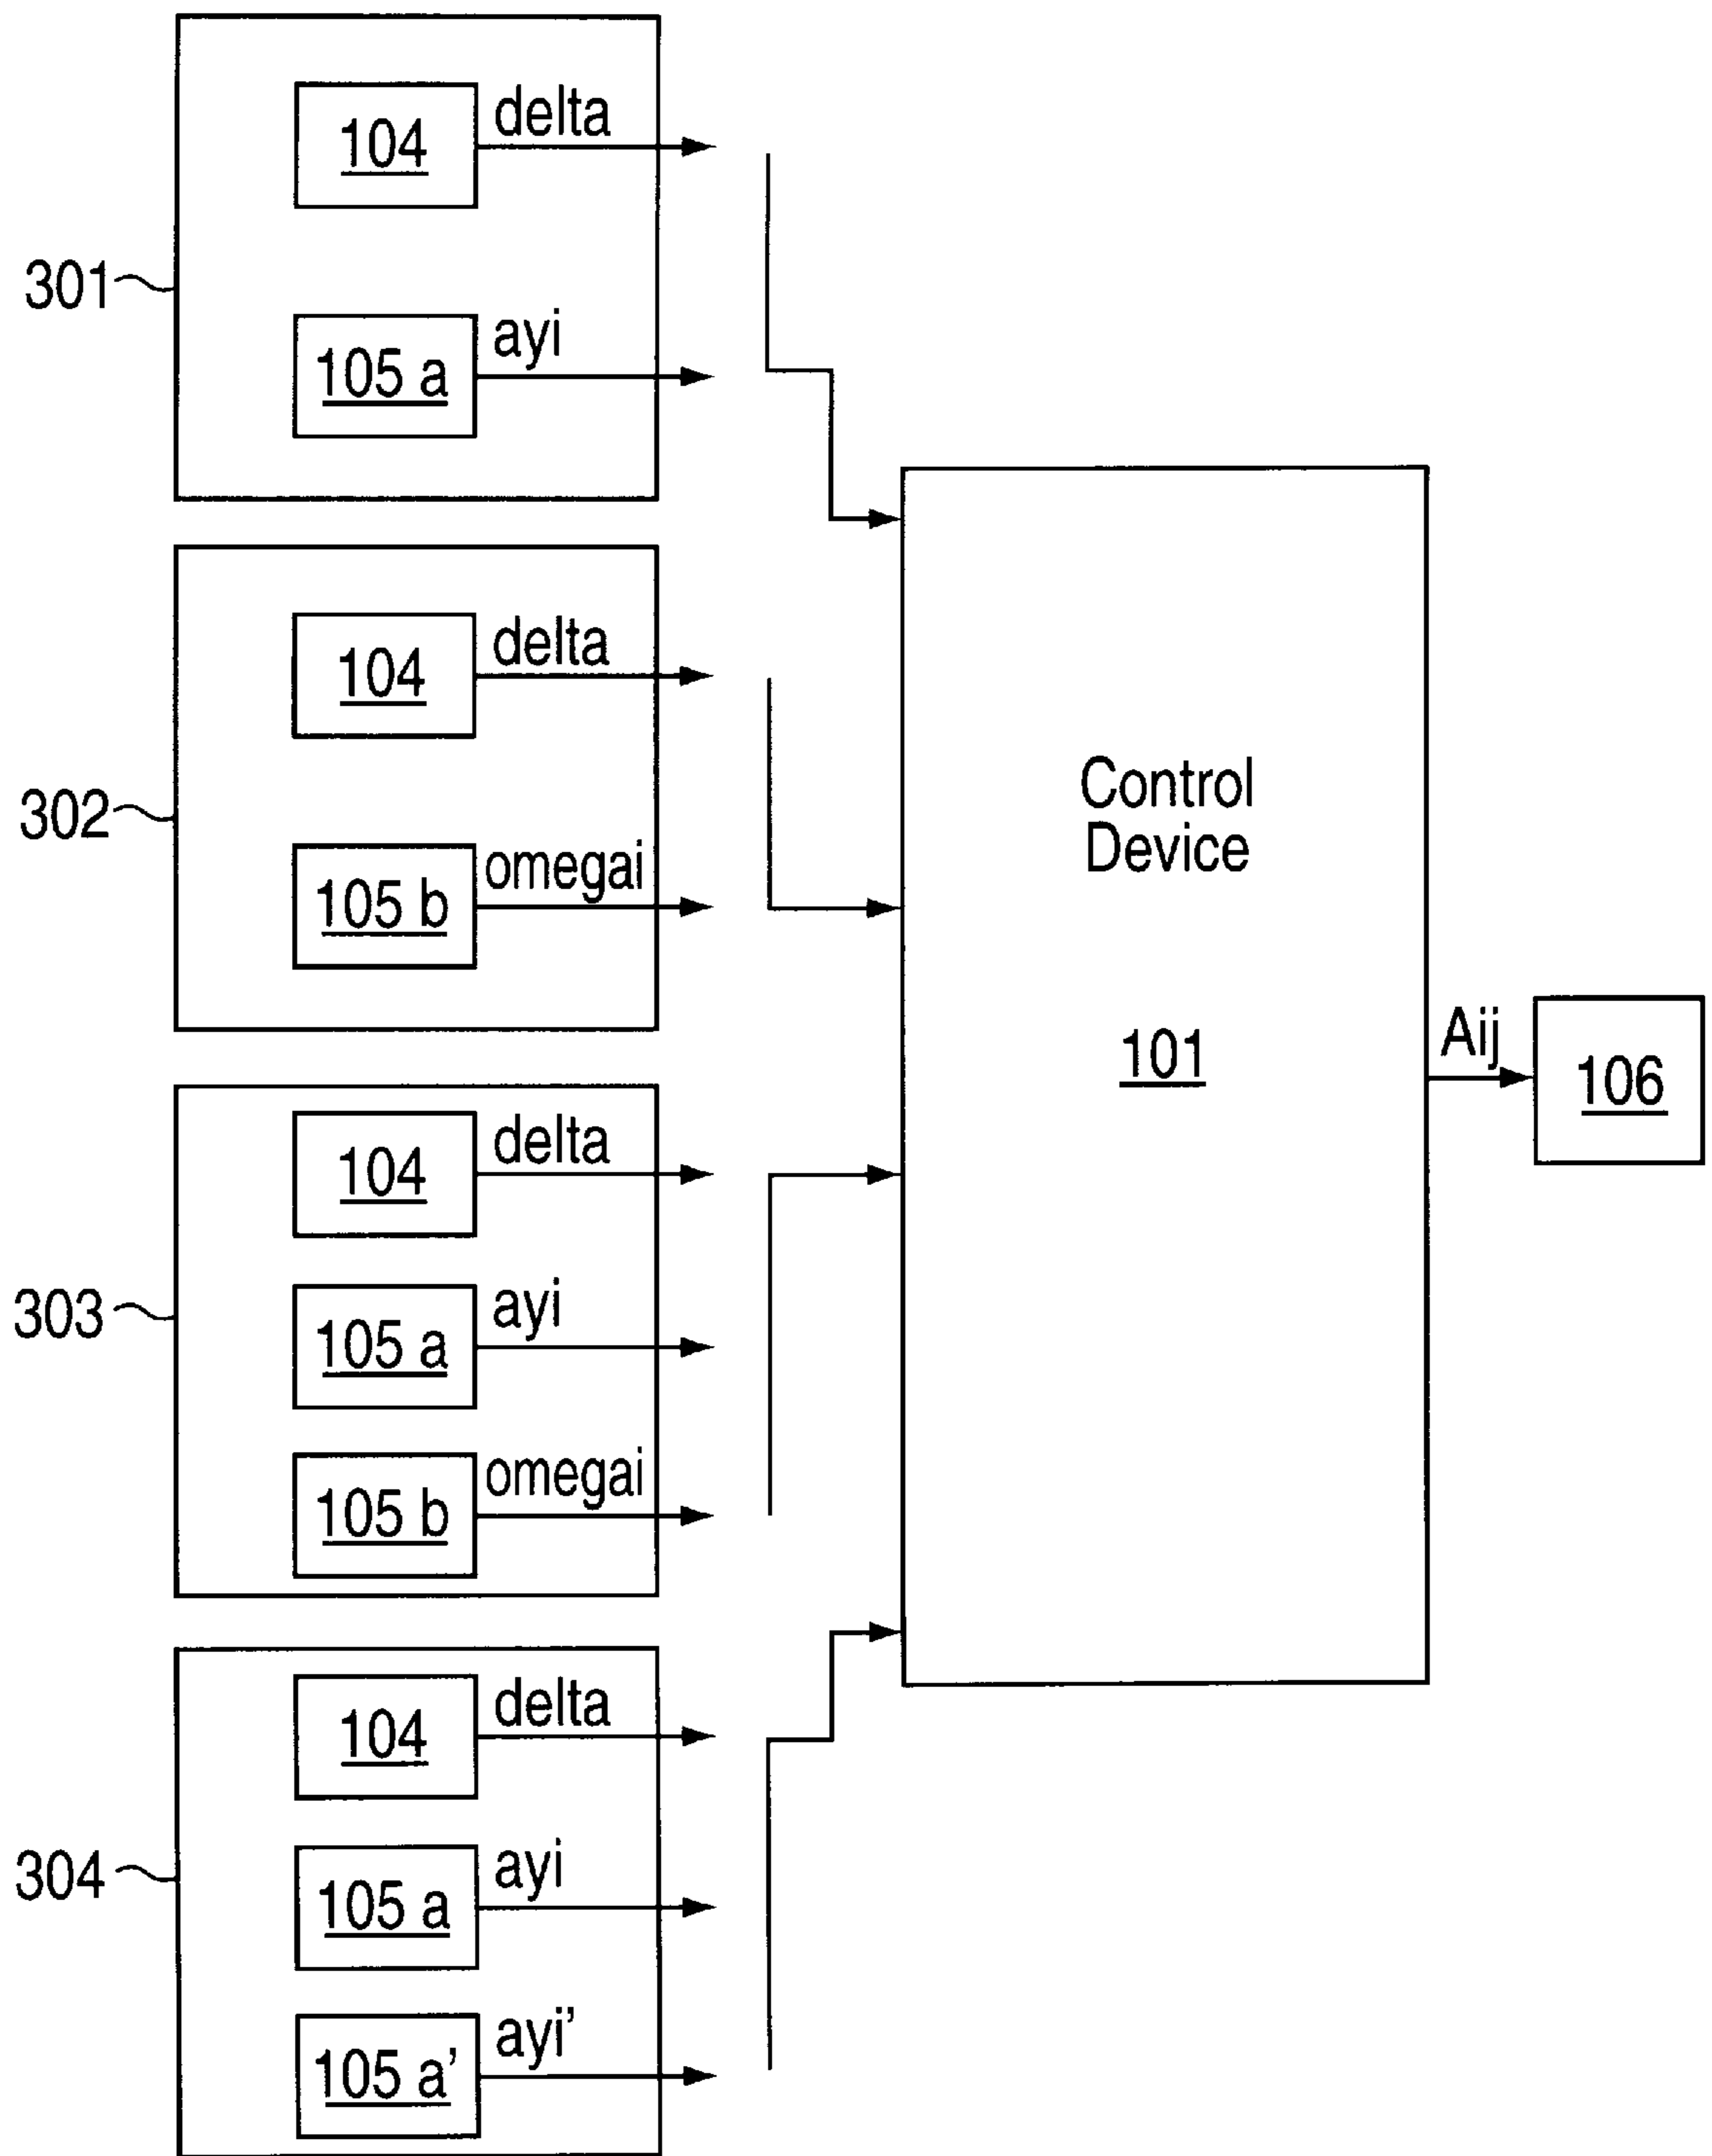 104
delta
301
105 a
ayi
104
delta
302
105 b
omegai
Control
Device
101
Aij
106
104
delta
303
105 a
ayi
105 b
omegai
104
delta
304
105 a
ayi
105 a’
ayi’